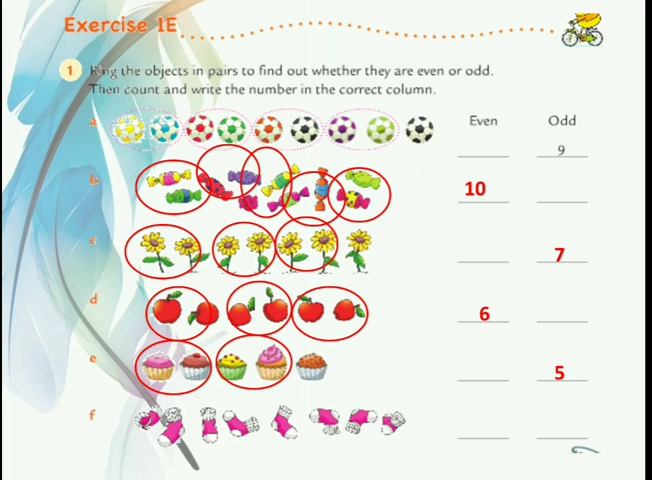 Exercise 1E
1 Ring the objects in pairs to find out whether they are even or odd.
Then count and write the number in the correct column.
Even Odd
a 9
b 10
c 7
d 6
e 5
f